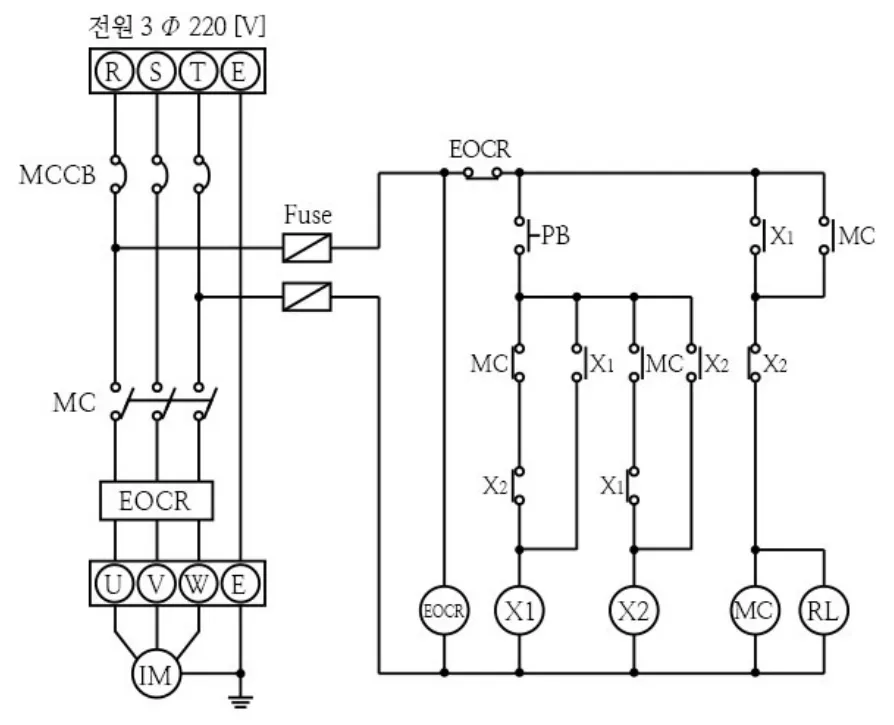 전원 3 Φ 220 [V]
R S T E
MCCB
EOCR
Fuse
PB
X1
MC
MC
X1
MC
X2
X2
MC
X2
X1
EOCR
U V W E
EOCR
X1
X2
MC
RL
IM